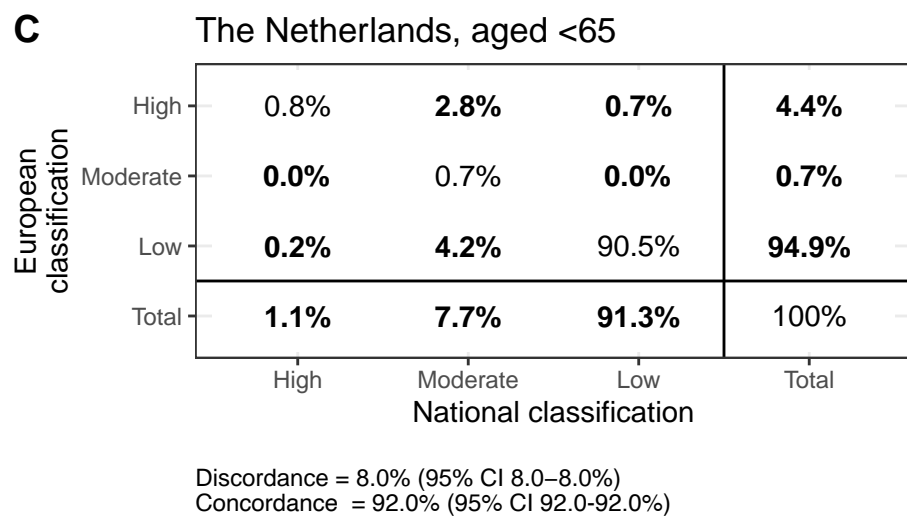 C The Netherlands, aged <65
European
classification
High 0.8% 2.8% 0.7% 4.4%
Moderate 0.0% 0.7% 0.0% 0.7%
Low 0.2% 4.2% 90.5% 94.9%
Total 1.1% 7.7% 91.3% 100%
High Moderate Low Total
National classification
Discordance = 8.0% (95% CI 8.0–8.0%)
Concordance = 92.0% (95% CI 92.0-92.0%)